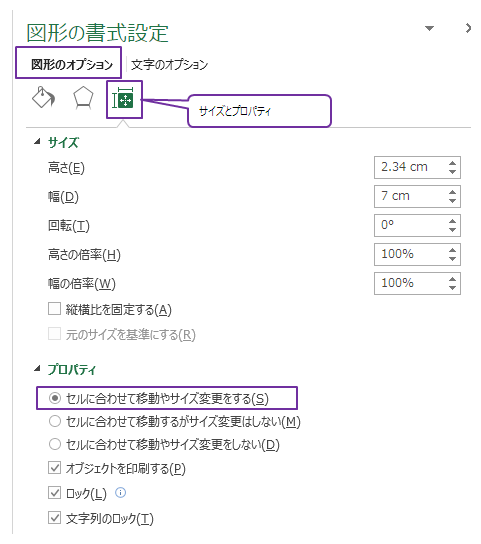 図形の書式設定
図形のオプション 文字のオプション
サイズとプロパティ
サイズ
高さ(E) 2.34 cm
幅(D) 7 cm
回転(T) 0°
高さの倍率(H) 100%
幅の倍率(W) 100%
縦横比を固定する(A)
元のサイズを基準にする(R)
プロパティ
セルに合わせて移動やサイズ変更をする(S)
セルに合わせて移動するがサイズ変更はしない(M)
セルに合わせて移動やサイズ変更をしない(D)
オブジェクトを印刷する(P)
ロック(L)
文字列のロック(T)